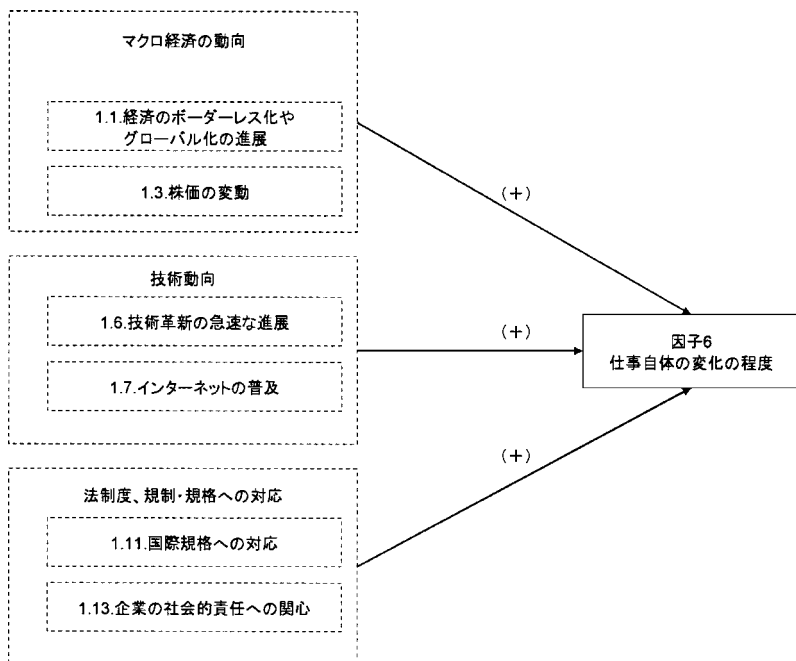 マクロ経済の動向
1.1.経済のボーダーレス化や
グローバル化の進展
1.3.株価の変動
（＋）
技術動向
1.6.技術革新の急速な進展
1.7.インターネットの普及
（＋）
因子6
仕事自体の変化の程度
法制度、規制・規格への対応
1.11.国際規格への対応
1.13.企業の社会的責任への関心
（＋）